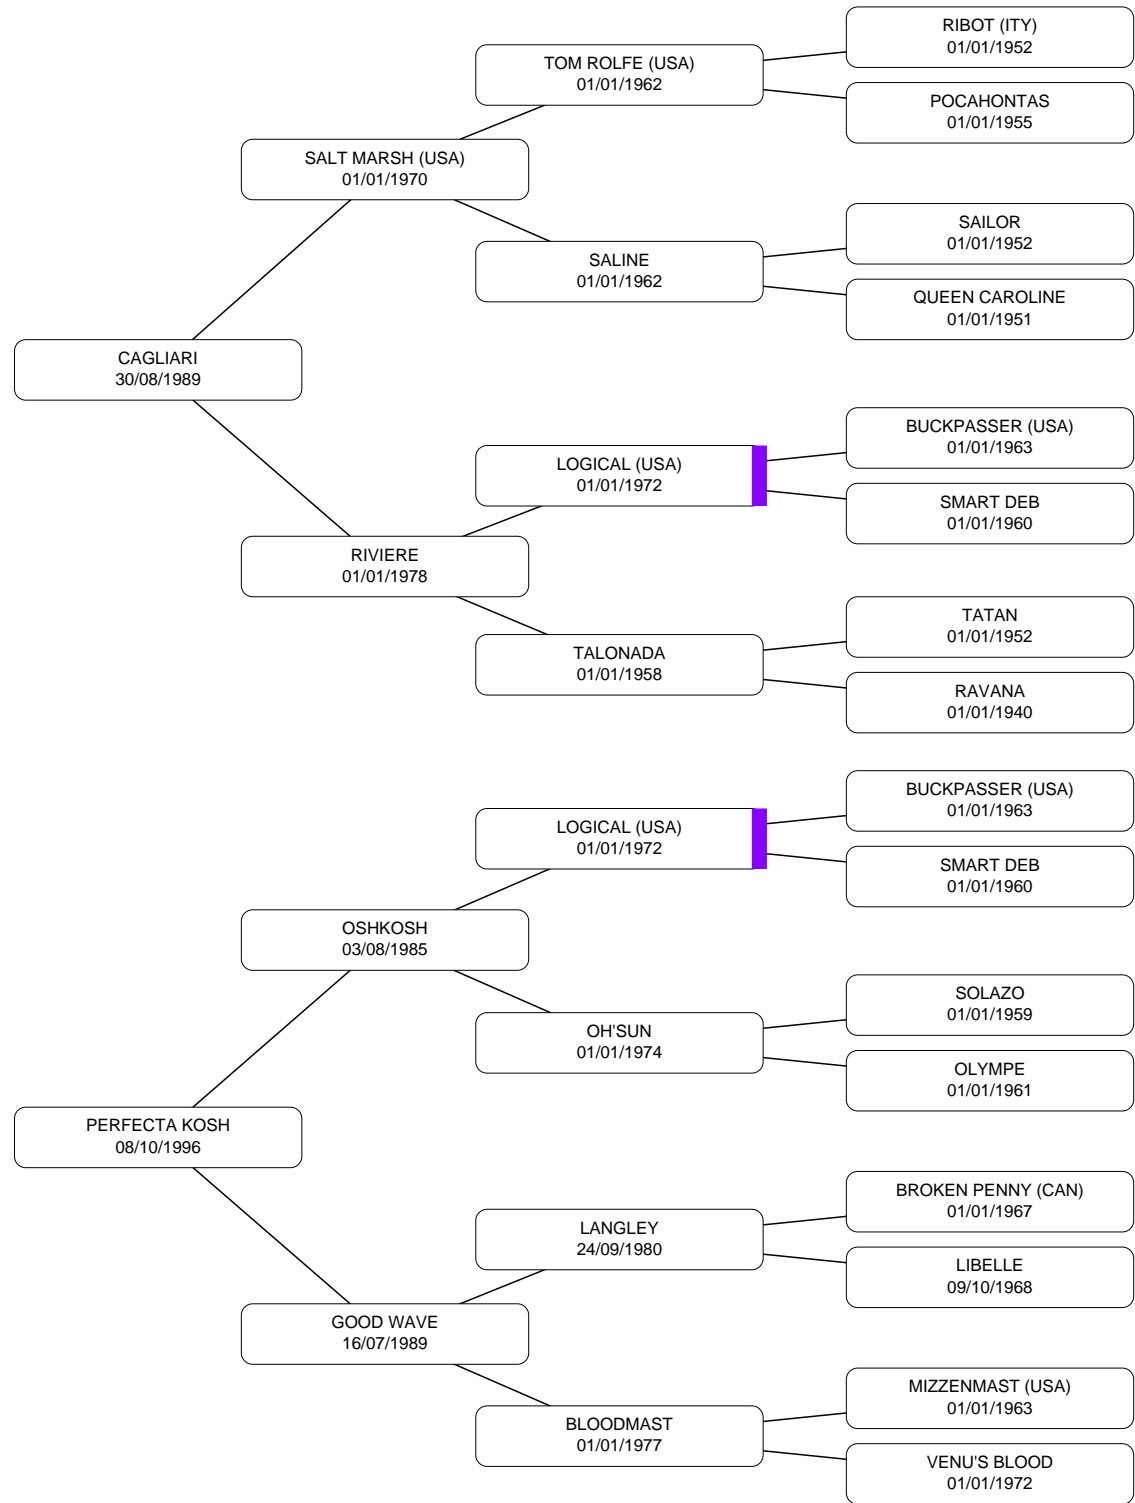 RIBOT (ITY)
01/01/1952
TOM ROLFE (USA)
01/01/1962
POCAHONTAS
01/01/1955
SALT MARSH (USA)
01/01/1970
SAILOR
01/01/1952
SALINE
01/01/1962
QUEEN CAROLINE
01/01/1951
CAGLIARI
30/08/1989
BUCKPASSER (USA)
01/01/1963
LOGICAL (USA)
01/01/1972
SMART DEB
01/01/1960
RIVIERE
01/01/1978
TATAN
01/01/1952
TALONADA
01/01/1958
RAVANA
01/01/1940
BUCKPASSER (USA)
01/01/1963
LOGICAL (USA)
01/01/1972
SMART DEB
01/01/1960
OSHKOSH
03/08/1985
SOLAZO
01/01/1959
OH'SUN
01/01/1974
OLYMPE
01/01/1961
PERFECTA KOSH
08/10/1996
BROKEN PENNY (CAN)
01/01/1967
LANGLEY
24/09/1980
LIBELLE
09/10/1968
GOOD WAVE
16/07/1989
MIZZENMAST (USA)
01/01/1963
BLOODMAST
01/01/1977
VENU'S BLOOD
01/01/1972